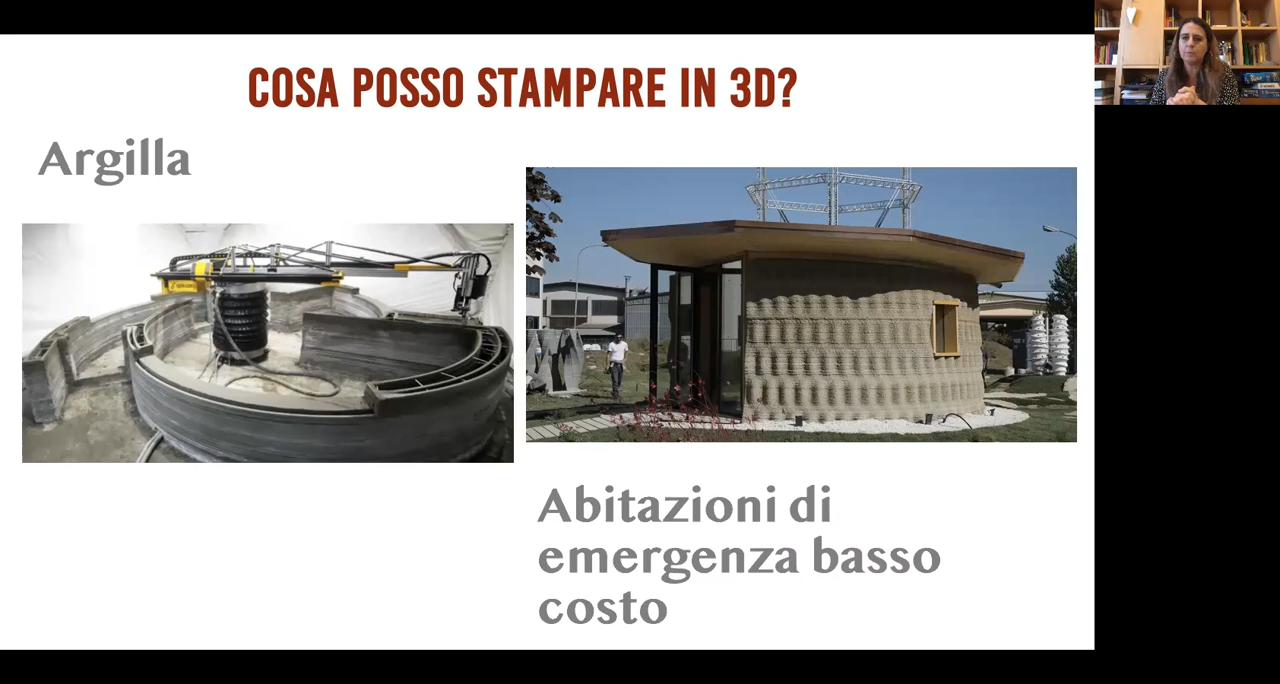 COSA POSSO STAMPARE IN 3D?
Argilla
Abitazioni di
emergenza basso
costo